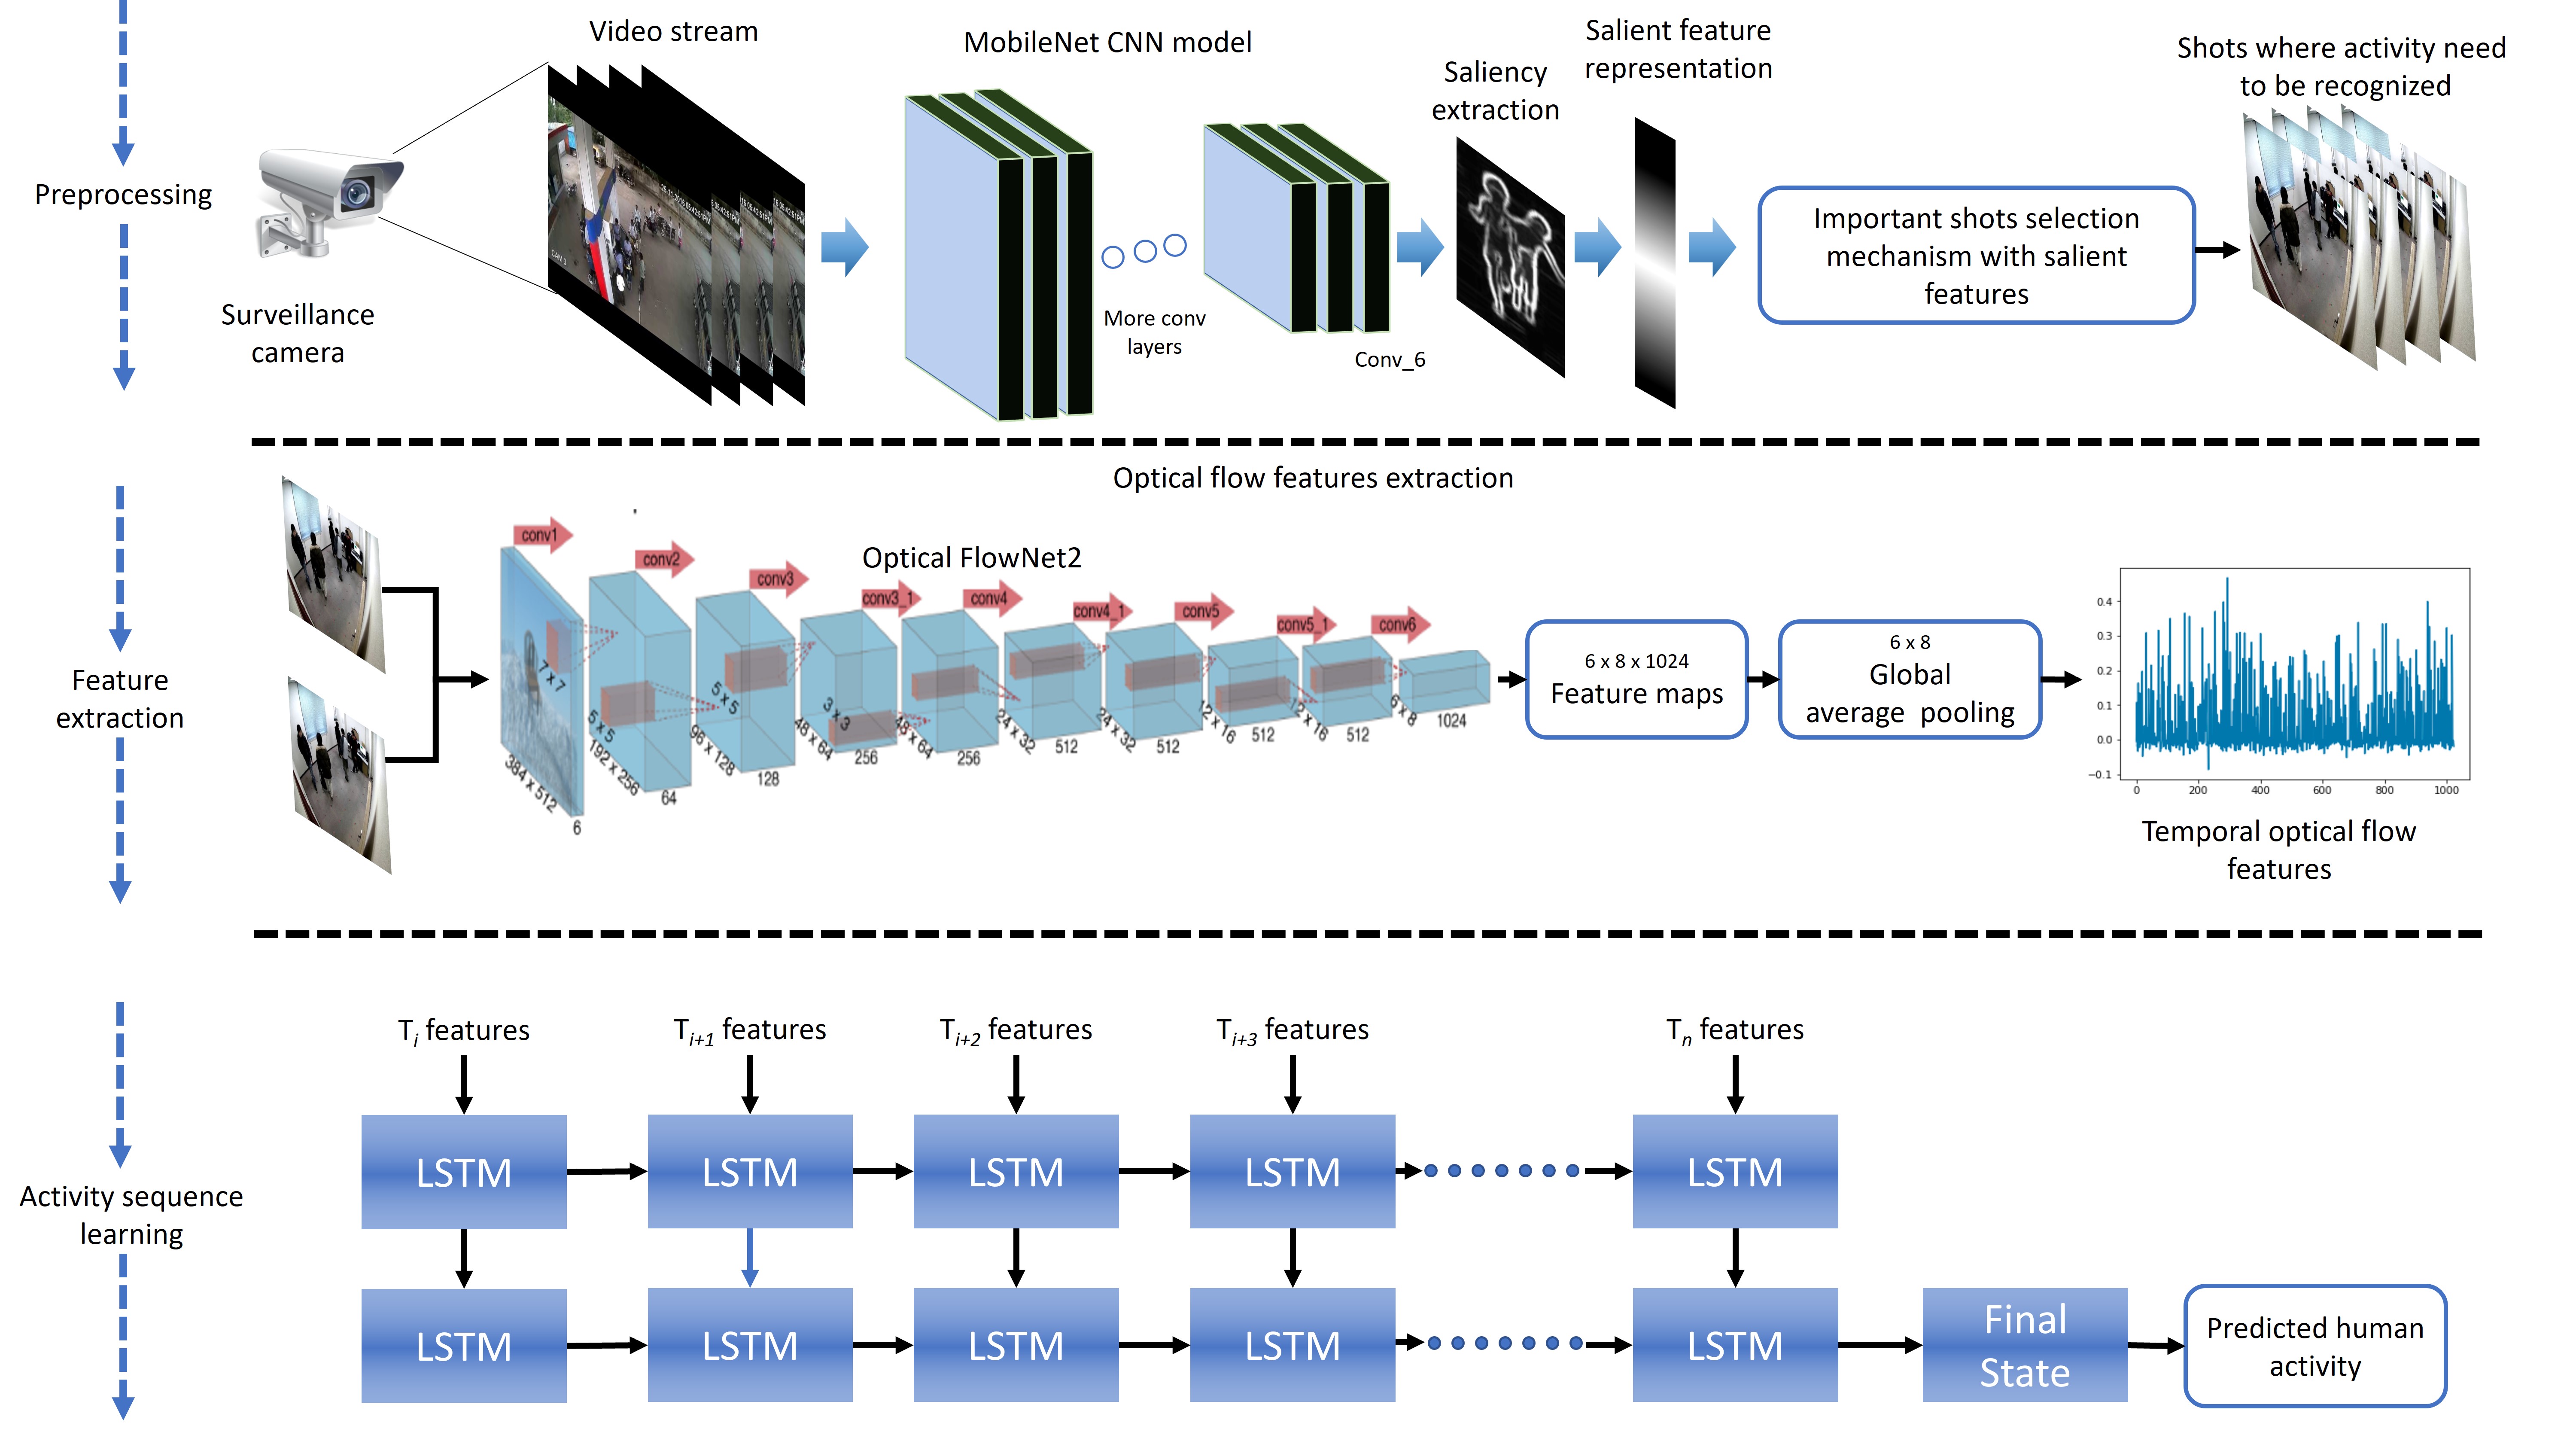 Video stream
MobileNet CNN model
Saliency
extraction
Salient feature
representation
Shots where activity need
to be recognized
Preprocessing
Surveillance
camera
CAM 3
More conv
layers
Conv_6
Important shots selection
mechanism with salient
features
Optical flow features extraction
Optical FlowNet2
conv1
conv2
conv3
conv3_1
conv4
conv4_1
conv5
conv5_1
conv6
7 x 7
5 x 5
5 x 5
3 x 3
384 x 512
6
192 x 256
64
96 x 128
128
48 x 64
256
48 x 64
256
24 x 32
512
24 x 32
512
12 x 16
512
12 x 16
512
6 x 8
1024
Feature
extraction
6 x 8 x 1024
Feature maps
6 x 8
Global
average pooling
0.4
0.3
0.2
0.1
0.0
−0.1
0 200 400 600 800 1000
Temporal optical flow
features
Ti features
Ti+1 features
Ti+2 features
Ti+3 features
Tn features
LSTM
LSTM
LSTM
LSTM
LSTM
Activity sequence
learning
LSTM
LSTM
LSTM
LSTM
LSTM
Final
State
Predicted human
activity